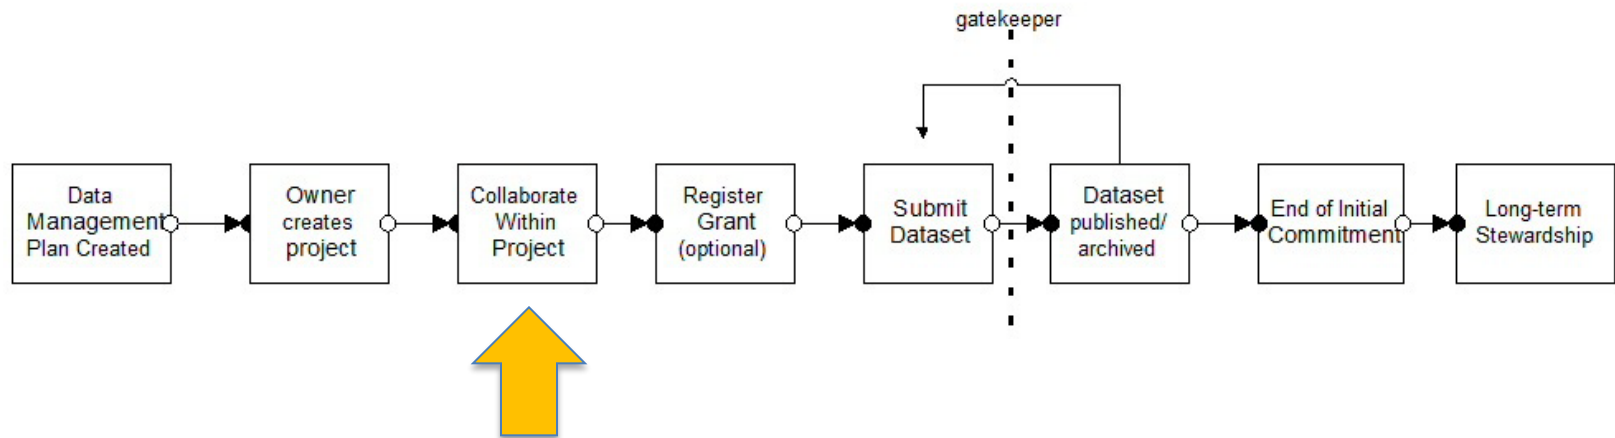 gatekeeper
Data
Management
Plan Created
Owner
creates
project
Collaborate
Within
Project
Register
Grant
(optional)
Submit
Dataset
Dataset
published/
archived
End of Initial
Commitment
Long-term
Stewardship